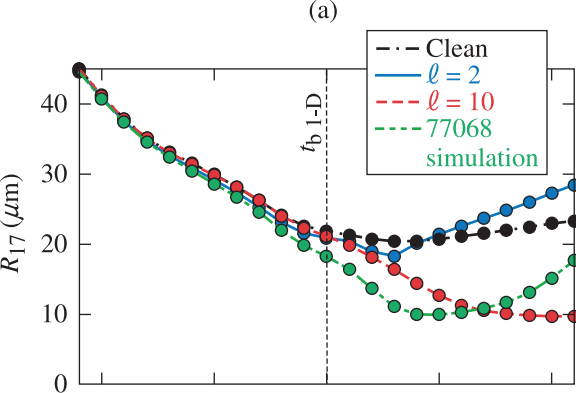 (a)
Clean
ℓ = 2
ℓ = 10
77068
simulation
t_b 1-D
R_17 (μm)
40
30
20
10
0